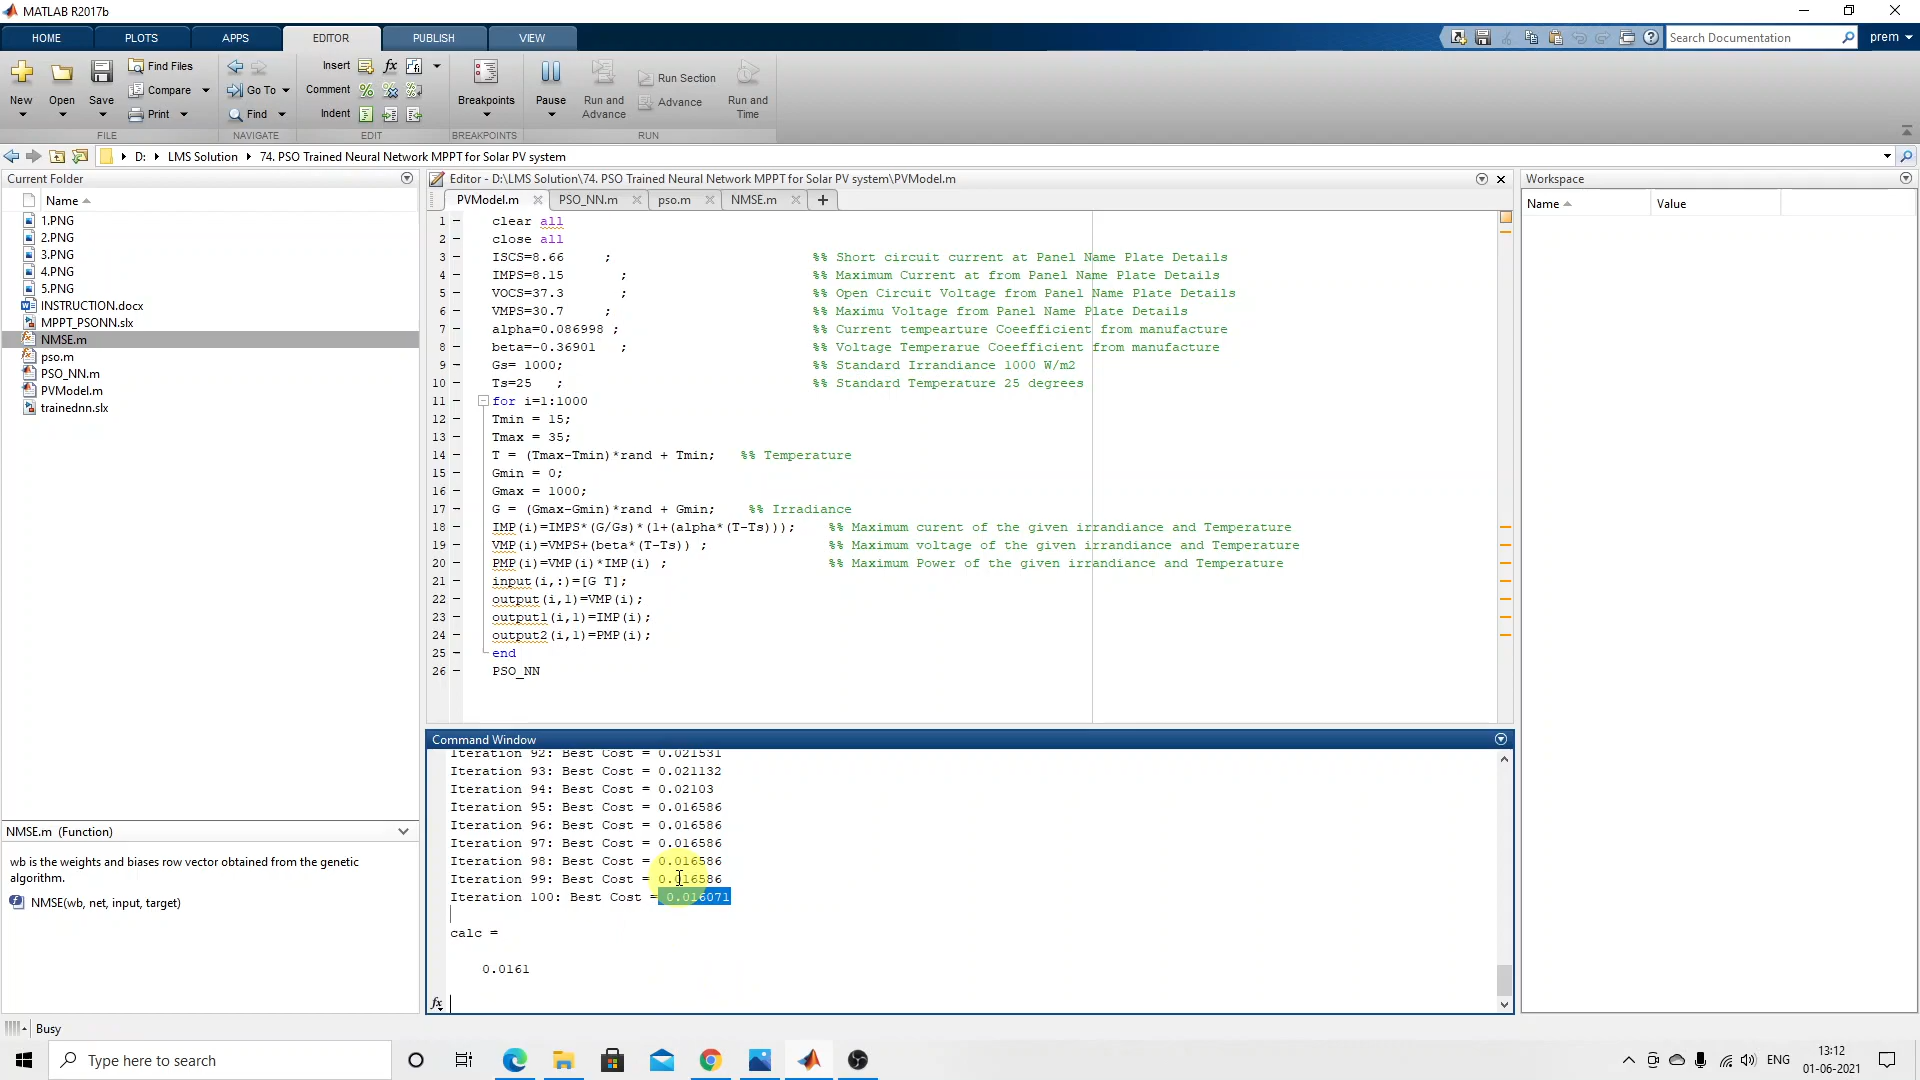 MATLAB R2017b
HOME PLOTS APPS EDITOR PUBLISH VIEW
Search Documentation prem
New Open Save
Find Files
Compare
Print
FILE
Go To
Find
NAVIGATE
Insert
Comment
Indent
EDIT
Breakpoints
BREAKPOINTS
Pause
Run and Advance
Run Section
Advance
Run and Time
RUN
D: LMS Solution 74. PSO Trained Neural Network MPPT for Solar PV system
Current Folder
Name
1.PNG
2.PNG
3.PNG
4.PNG
5.PNG
INSTRUCTION.docx
MPPT_PSONN.slx
NMSE.m
pso.m
PSO_NN.m
PVModel.m
trainednn.slx
NMSE.m (Function)
wb is the weights and biases row vector obtained from the genetic
algorithm.
NMSE(wb, net, input, target)
Editor - D:\LMS Solution\74. PSO Trained Neural Network MPPT for Solar PV system\PVModel.m
PVModel.m PSO_NN.m pso.m NMSE.m
1 clear all
2 close all
3 ISCS=8.66 ; %% Short circuit current at Panel Name Plate Details
4 IMPS=8.15 ; %% Maximum Current at from Panel Name Plate Details
5 VOCS=37.3 ; %% Open Circuit Voltage from Panel Name Plate Details
6 VMPS=30.7 ; %% Maximu Voltage from Panel Name Plate Details
7 alpha=0.086998 ; %% Current tempearture Coeefficient from manufacture
8 beta=-0.36901 ; %% Voltage Temperarue Coeefficient from manufacture
9 Gs= 1000; %% Standard Irrandiance 1000 W/m2
10 Ts=25 ; %% Standard Temperature 25 degrees
11 for i=1:1000
12 Tmin = 15;
13 Tmax = 35;
14 T = (Tmax-Tmin)*rand + Tmin; %% Temperature
15 Gmin = 0;
16 Gmax = 1000;
17 G = (Gmax-Gmin)*rand + Gmin; %% Irradiance
18 IMP(i)=IMPS*(G/Gs)*(1+(alpha*(T-Ts))); %% Maximum curent of the given irrandiance and Temperature
19 VMP(i)=VMPS+(beta*(T-Ts)) ; %% Maximum voltage of the given irrandiance and Temperature
20 PMP(i)=VMP(i)*IMP(i) ; %% Maximum Power of the given irrandiance and Temperature
21 input(i,:)=[G T];
22 output(i,1)=VMP(i);
23 output1(i,1)=IMP(i);
24 output2(i,1)=PMP(i);
25 end
26 PSO_NN
Command Window
Iteration 92: Best Cost = 0.021531
Iteration 93: Best Cost = 0.021132
Iteration 94: Best Cost = 0.02103
Iteration 95: Best Cost = 0.016586
Iteration 96: Best Cost = 0.016586
Iteration 97: Best Cost = 0.016586
Iteration 98: Best Cost = 0.016586
Iteration 99: Best Cost = 0.016586
Iteration 100: Best Cost = 0.016071
calc =
0.0161
fx
Workspace
Name Value
Busy
Type here to search
ENG
13:12
01-06-2021